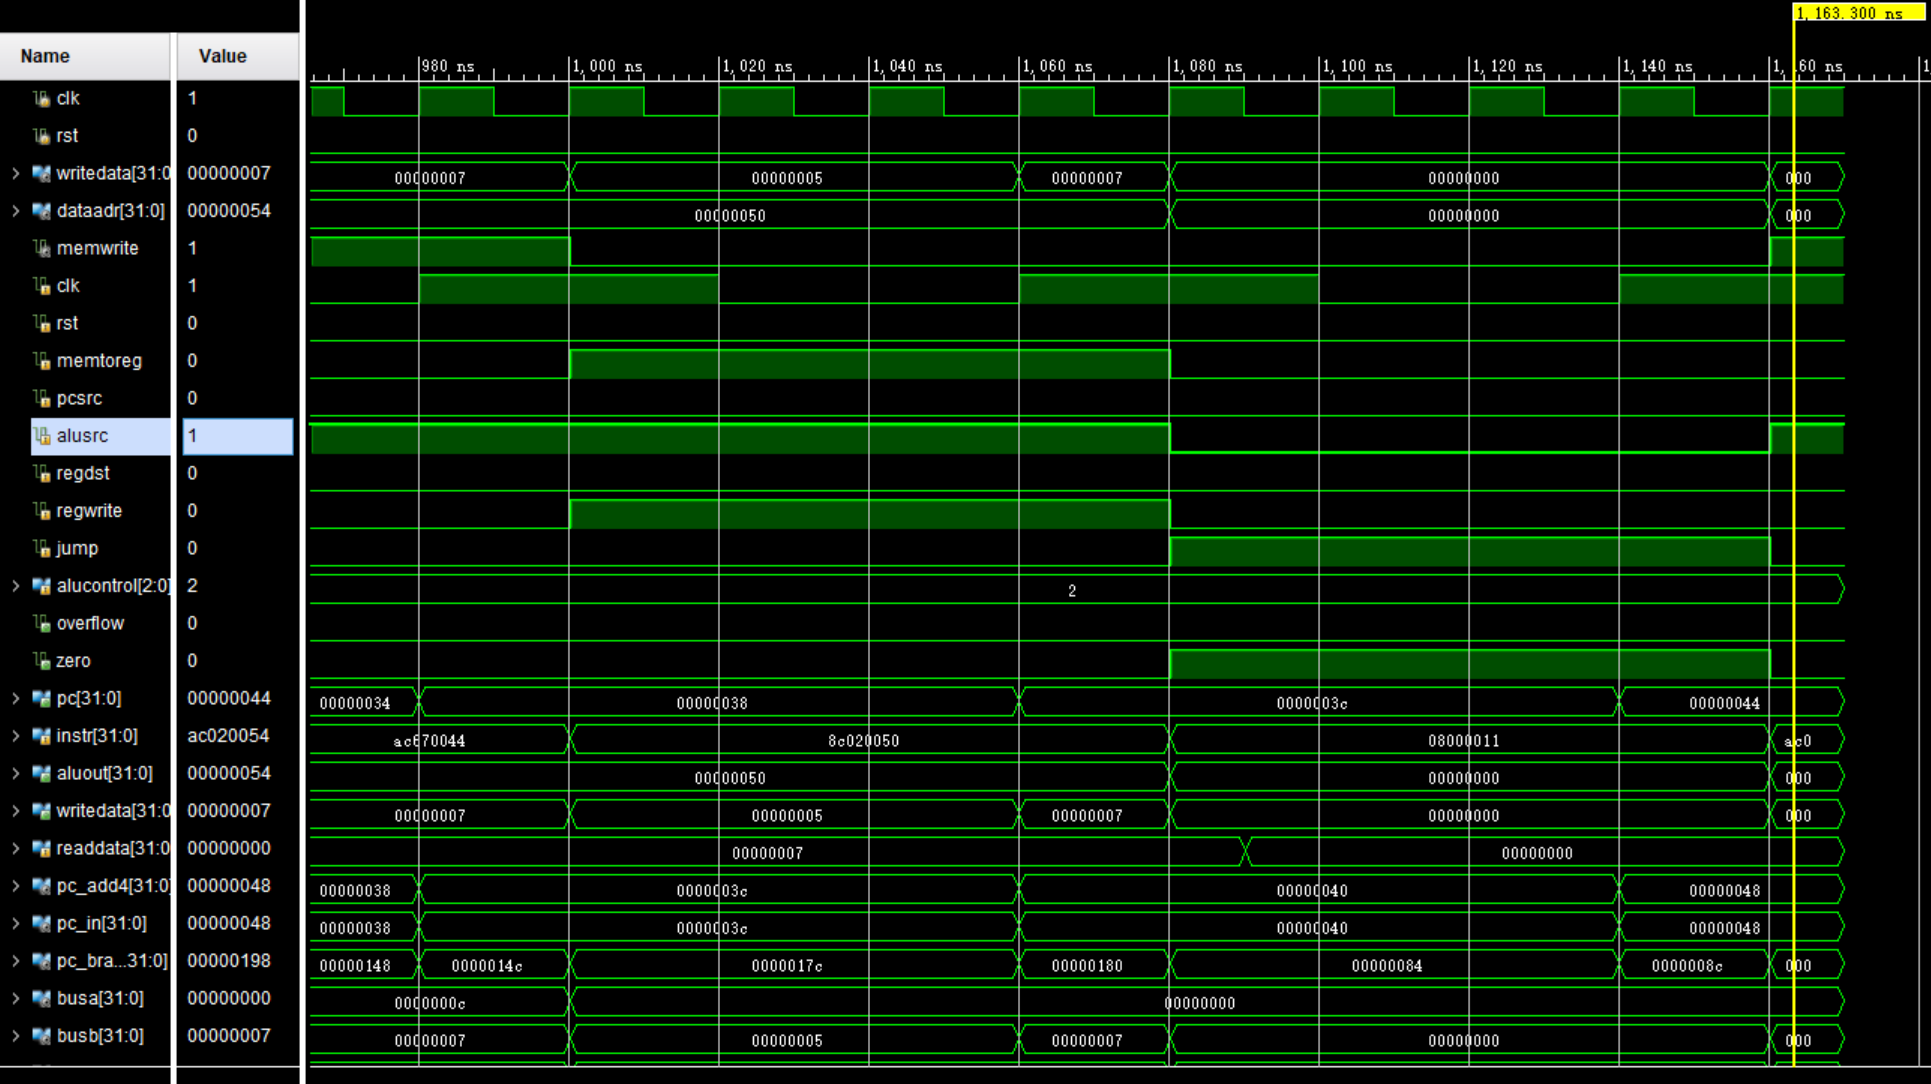 1,163.300 ns
Name Value
980 ns 1,000 ns 1,020 ns 1,040 ns 1,060 ns 1,080 ns 1,100 ns 1,120 ns 1,140 ns
clk 1
rst 0
writedata[31:0 00000007 00000007 00000005 00000007 00000000 000
dataadr[31:0] 00000054 00000050 00000000 000
memwrite 1
clk 1
rst 0
memtoreg 0
pcsrc 0
alusrc 1
regdst 0
regwrite 0
jump 0
alucontrol[2:0] 2 2
overflow 0
zero 0
pc[31:0] 00000044 00000034 00000038 0000003c 00000044
instr[31:0] ac020054 ac670044 8c020050 08000011 ac0
aluout[31:0] 00000054 00000050 00000000 000
writedata[31:0 00000007 00000007 00000005 00000007 00000000 000
readdata[31:0 00000000 00000007 00000000
pc_add4[31:0] 00000048 00000038 0000003c 00000040 00000048
pc_in[31:0] 00000048 00000038 0000003c 00000040 00000048
pc_bra...31:0] 00000198 00000148 0000014c 0000017c 00000180 00000084 0000008c 000
busa[31:0] 00000000 0000000c 00000000
busb[31:0] 00000007 00000007 00000005 00000007 00000000 000